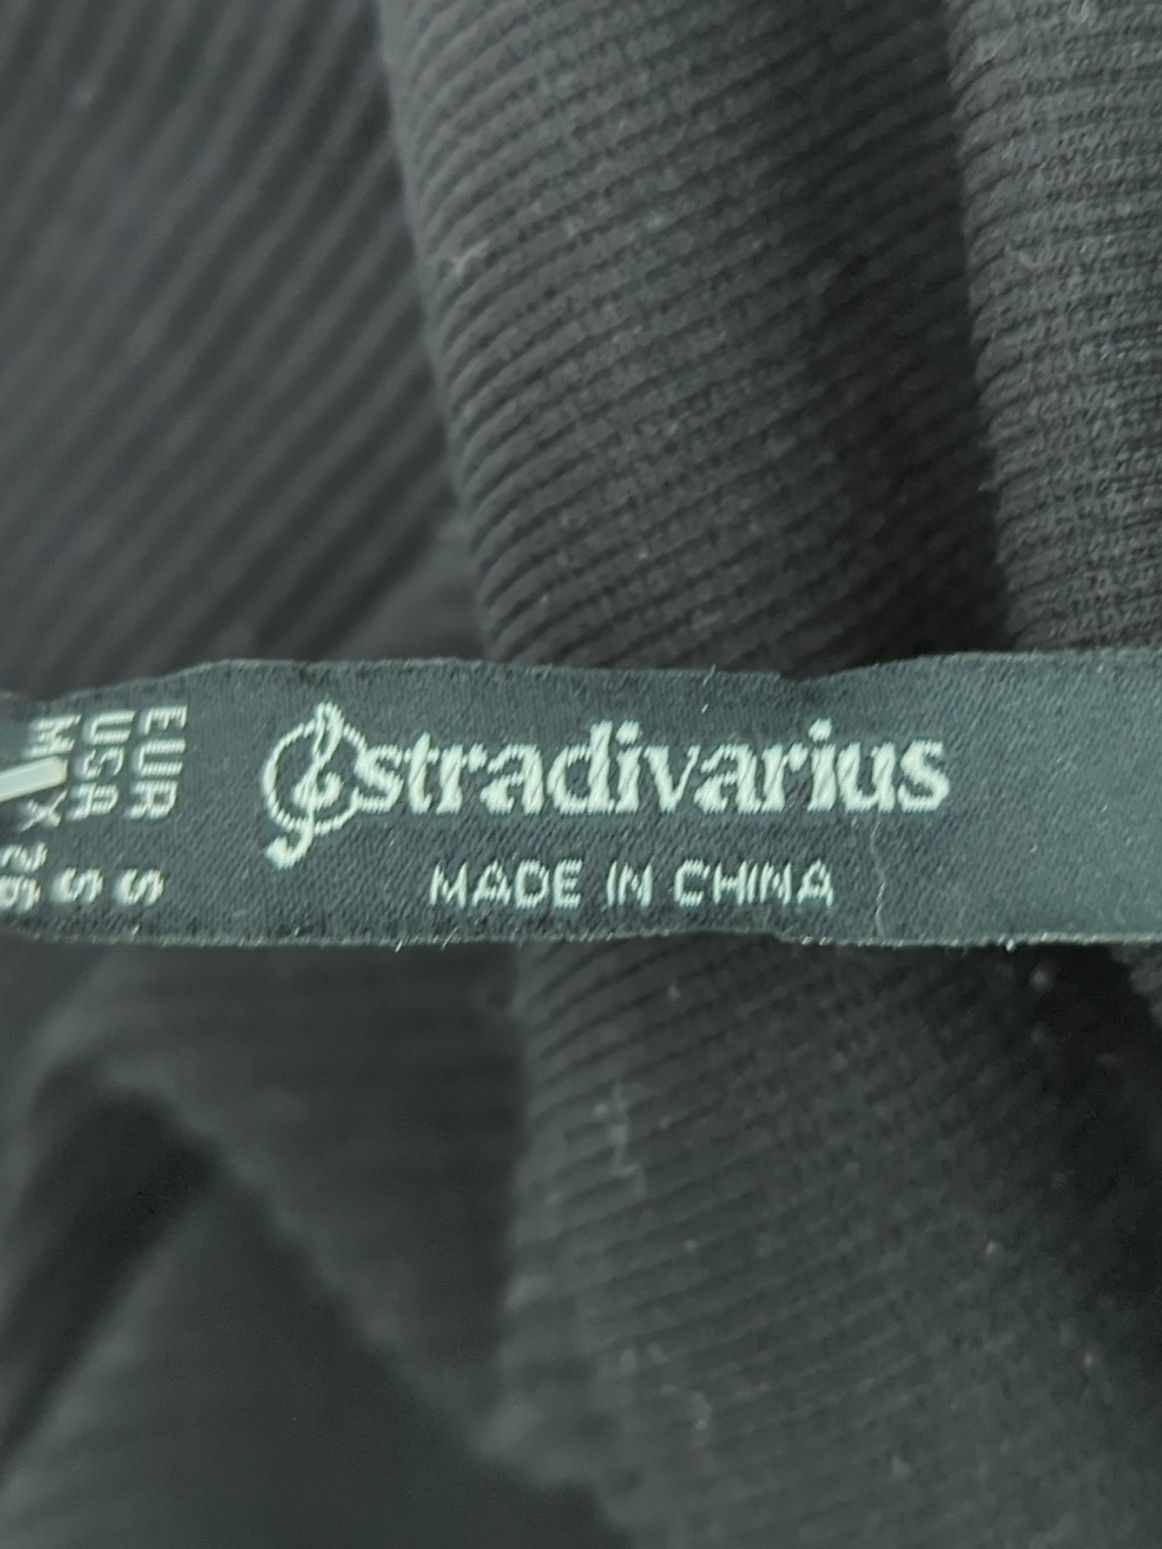 stradivarius
MADE IN CHINA
EUR S
USA S
MEX 26